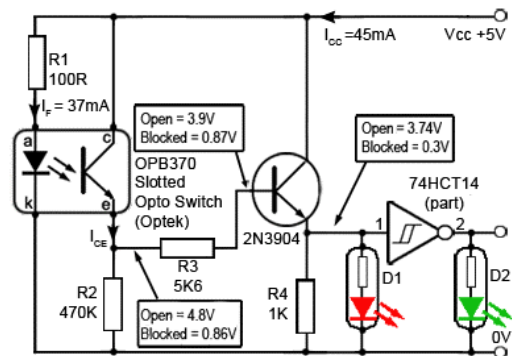 R1
100R
I_F = 37mA
I_CC =45mA
Vcc +5V
a
c
k
e
OPB370
Slotted
Opto Switch
(Optek)
Open = 3.9V
Blocked = 0.87V
Open = 3.74V
Blocked = 0.3V
74HCT14
(part)
1
2
2N3904
I_CE
R3
5K6
R2
470K
Open = 4.8V
Blocked = 0.86V
R4
1K
D1
D2
0V